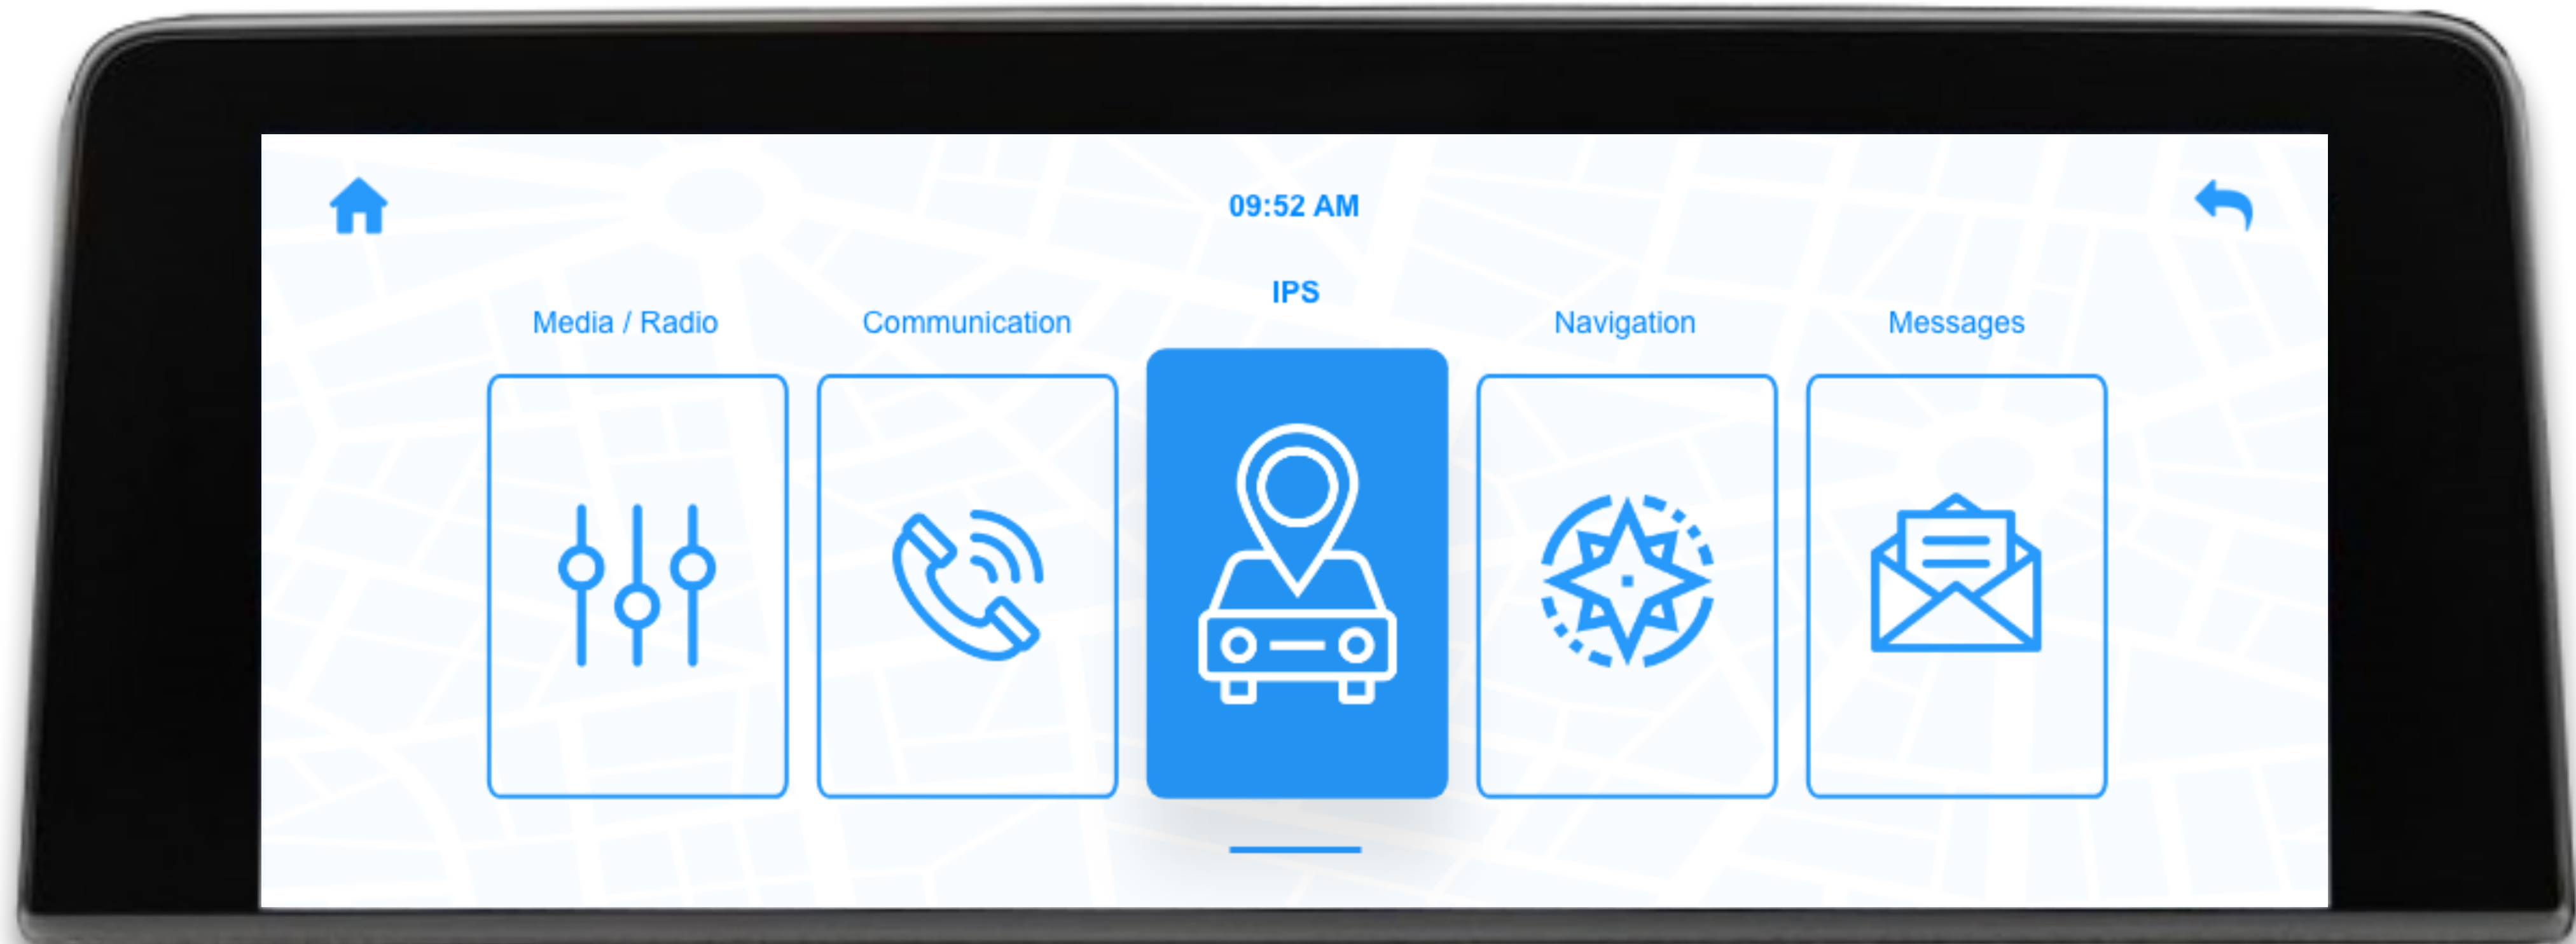 09:52 AM
IPS
Media / Radio
Communication
Navigation
Messages